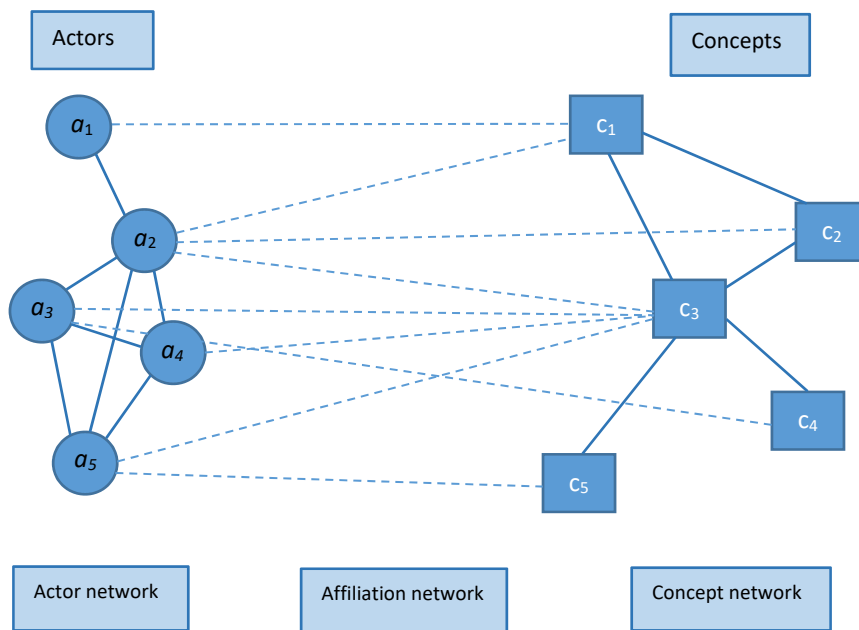 Actors
Concepts
a₁
c₁
a₂
c₂
a₃
c₃
a₄
c₄
a₅
c₅
Actor network
Affiliation network
Concept network